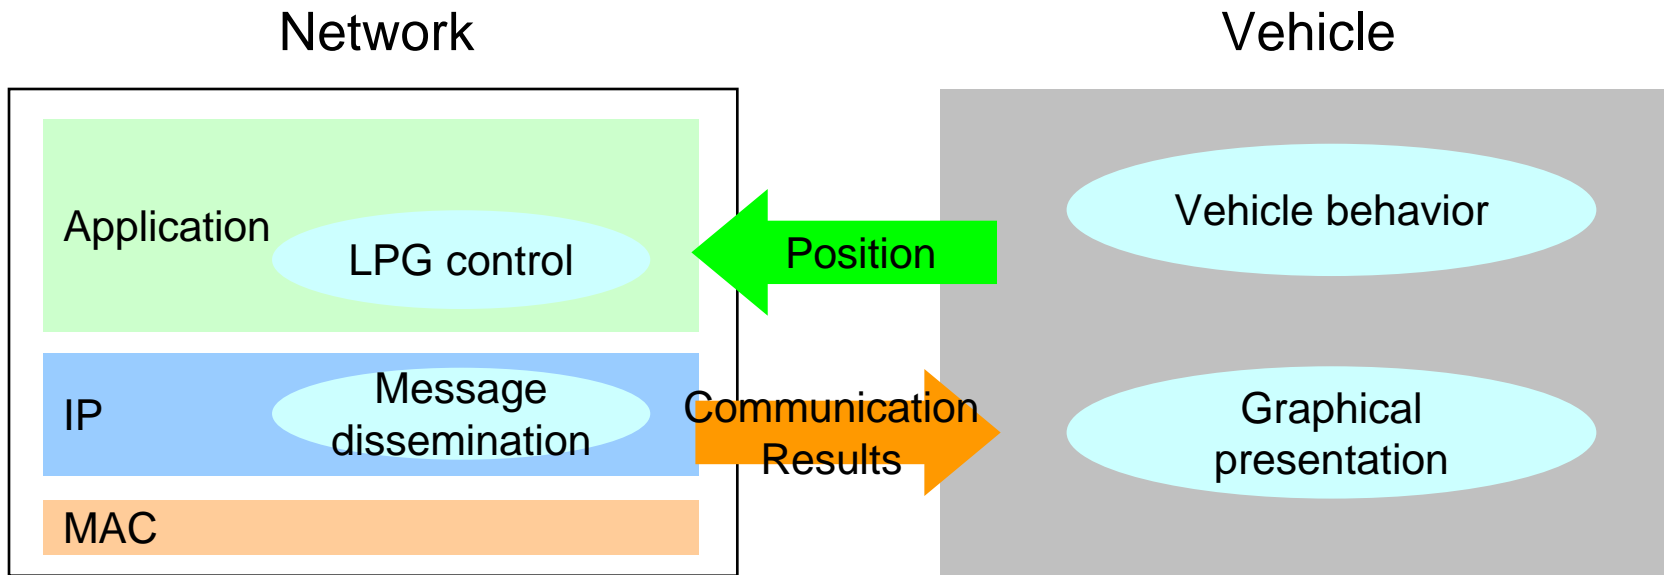 Network
Vehicle
Application
LPG control
Position
Vehicle behavior
IP
Message
dissemination
Communication
Results
Graphical
presentation
MAC